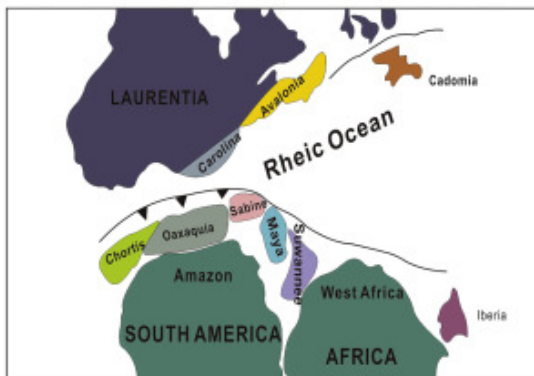 LAURENTIA
Avalonia
Cadomia
Carolina
Rheic Ocean
Sabine
Chortis
Oaxaquia
Maya
Suwannee
Amazon
West Africa
Iberia
SOUTH AMERICA
AFRICA